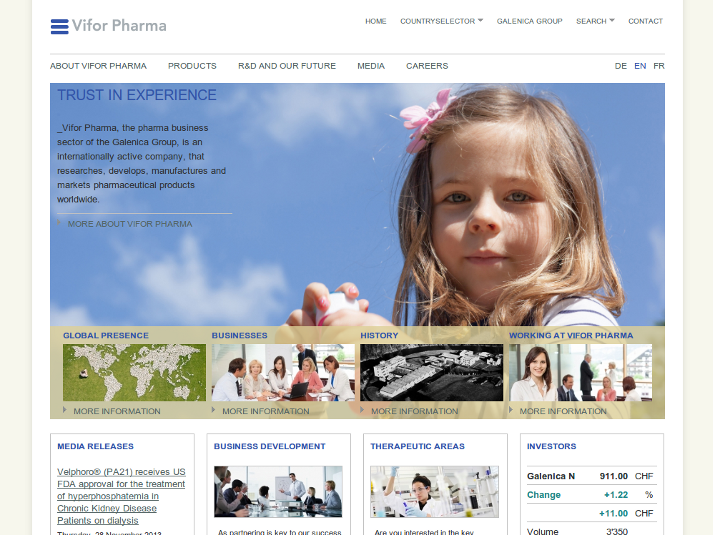 Vifor Pharma
HOME COUNTRYSELECTOR GALENICA GROUP SEARCH CONTACT
ABOUT VIFOR PHARMA PRODUCTS R&D AND OUR FUTURE MEDIA CAREERS DE EN FR
TRUST IN EXPERIENCE
_Vifor Pharma, the pharma business
sector of the Galenica Group, is an
internationally active company, that
researches, develops, manufactures and
markets pharmaceutical products
worldwide.
MORE ABOUT VIFOR PHARMA
GLOBAL PRESENCE BUSINESSES HISTORY WORKING AT VIFOR PHARMA
MORE INFORMATION MORE INFORMATION MORE INFORMATION MORE INFORMATION
MEDIA RELEASES
Velphoro® (PA21) receives US
FDA approval for the treatment
of hyperphosphatemia in
Chronic Kidney Disease
Patients on dialysis
Thursday, 28 November 2013
BUSINESS DEVELOPMENT
As partnering is key to our success
THERAPEUTIC AREAS
Are you interested in the key
INVESTORS
Galenica N 911.00 CHF
Change +1.22 %
+11.00 CHF
Volume 3'350